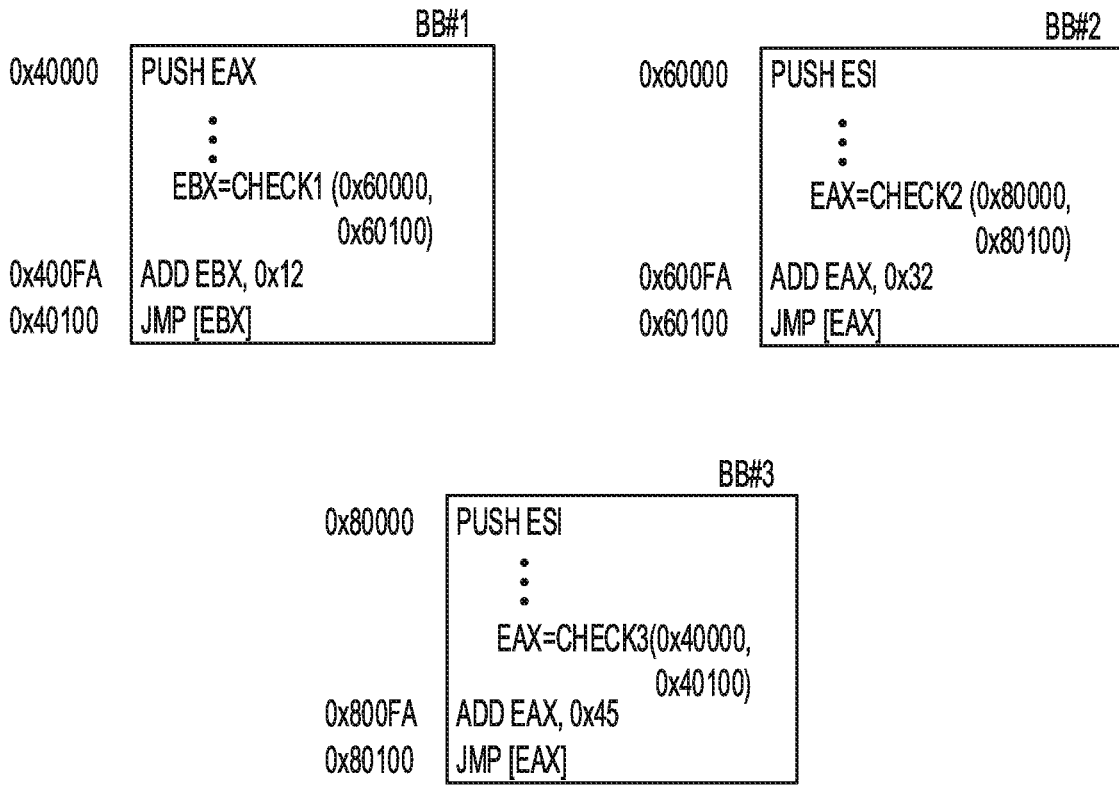 BB#1
0x40000 PUSH EAX
EBX=CHECK1 (0x60000,
0x60100)
0x400FA ADD EBX, 0x12
0x40100 JMP [EBX]
BB#2
0x60000 PUSH ESI
EAX=CHECK2 (0x80000,
0x80100)
0x600FA ADD EAX, 0x32
0x60100 JMP [EAX]
BB#3
0x80000 PUSH ESI
EAX=CHECK3(0x40000,
0x40100)
0x800FA ADD EAX, 0x45
0x80100 JMP [EAX]